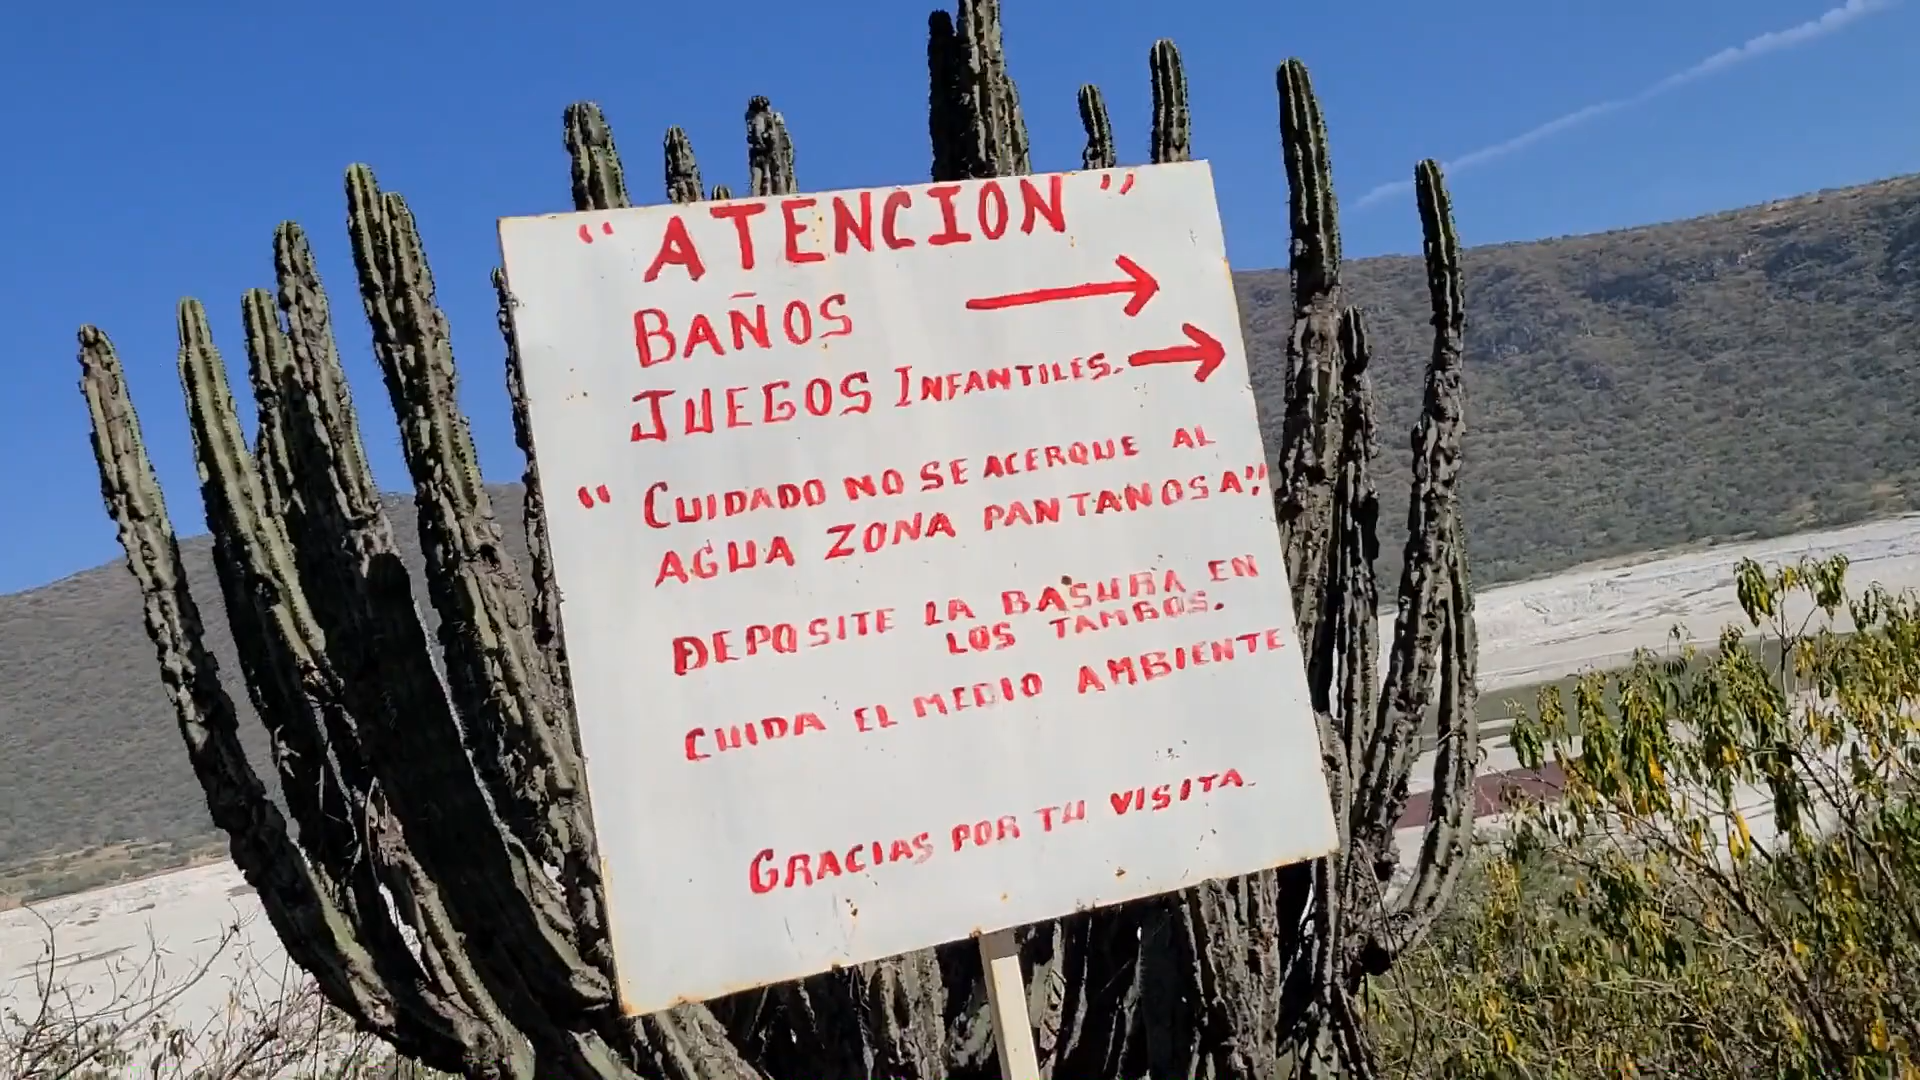 "ATENCION"
BAÑOS →
JUEGOS INFANTILES. →
"CUIDADO NO SE ACERQUE AL
AGUA ZONA PANTANOSA"
DEPOSITE LA BASURA EN
LOS TAMBOS.
CUIDA EL MEDIO AMBIENTE
GRACIAS POR TU VISITA.